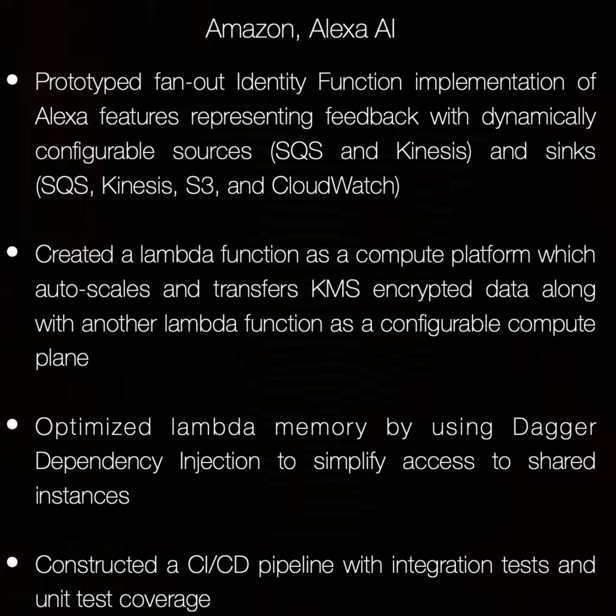 Amazon, Alexa AI
• Prototyped fan-out Identity Function implementation of
Alexa features representing feedback with dynamically
configurable sources (SQS and Kinesis) and sinks
(SQS, Kinesis, S3, and CloudWatch)
• Created a lambda function as a compute platform which
auto-scales and transfers KMS encrypted data along
with another lambda function as a configurable compute
plane
• Optimized lambda memory by using Dagger
Dependency Injection to simplify access to shared
instances
• Constructed a CI/CD pipeline with integration tests and
unit test coverage